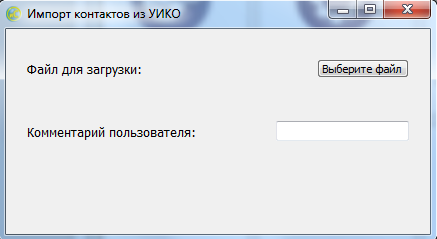 Импорт контактов из УИКО
Файл для загрузки:
Выберите файл
Комментарий пользователя: